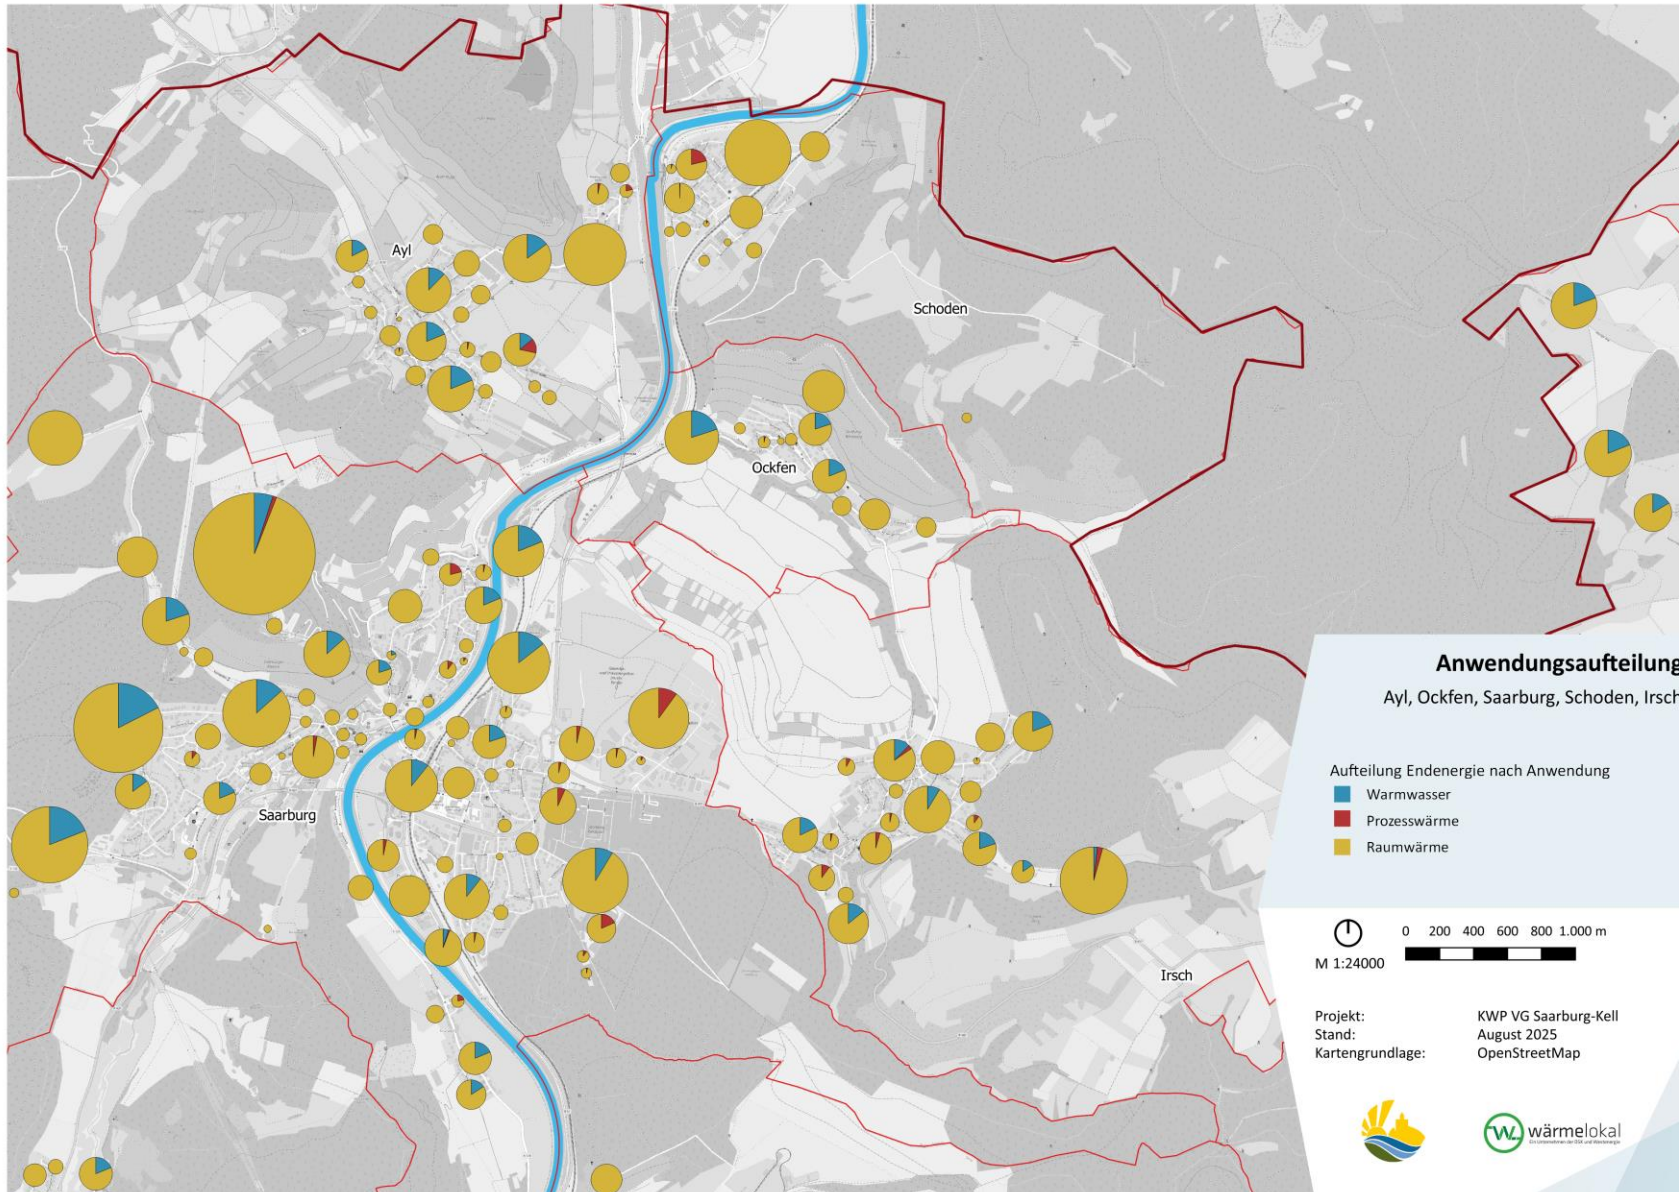 Ayl
Schoden
Ockfen
Saarburg
Irsch
Anwendungsaufteilung
Ayl, Ockfen, Saarburg, Schoden, Irsch
Aufteilung Endenergie nach Anwendung
Warmwasser
Prozesswärme
Raumwärme
0 200 400 600 800 1.000 m
M 1:24000
Projekt: KWP VG Saarburg-Kell
Stand: August 2025
Kartengrundlage: OpenStreetMap
wärmelokal